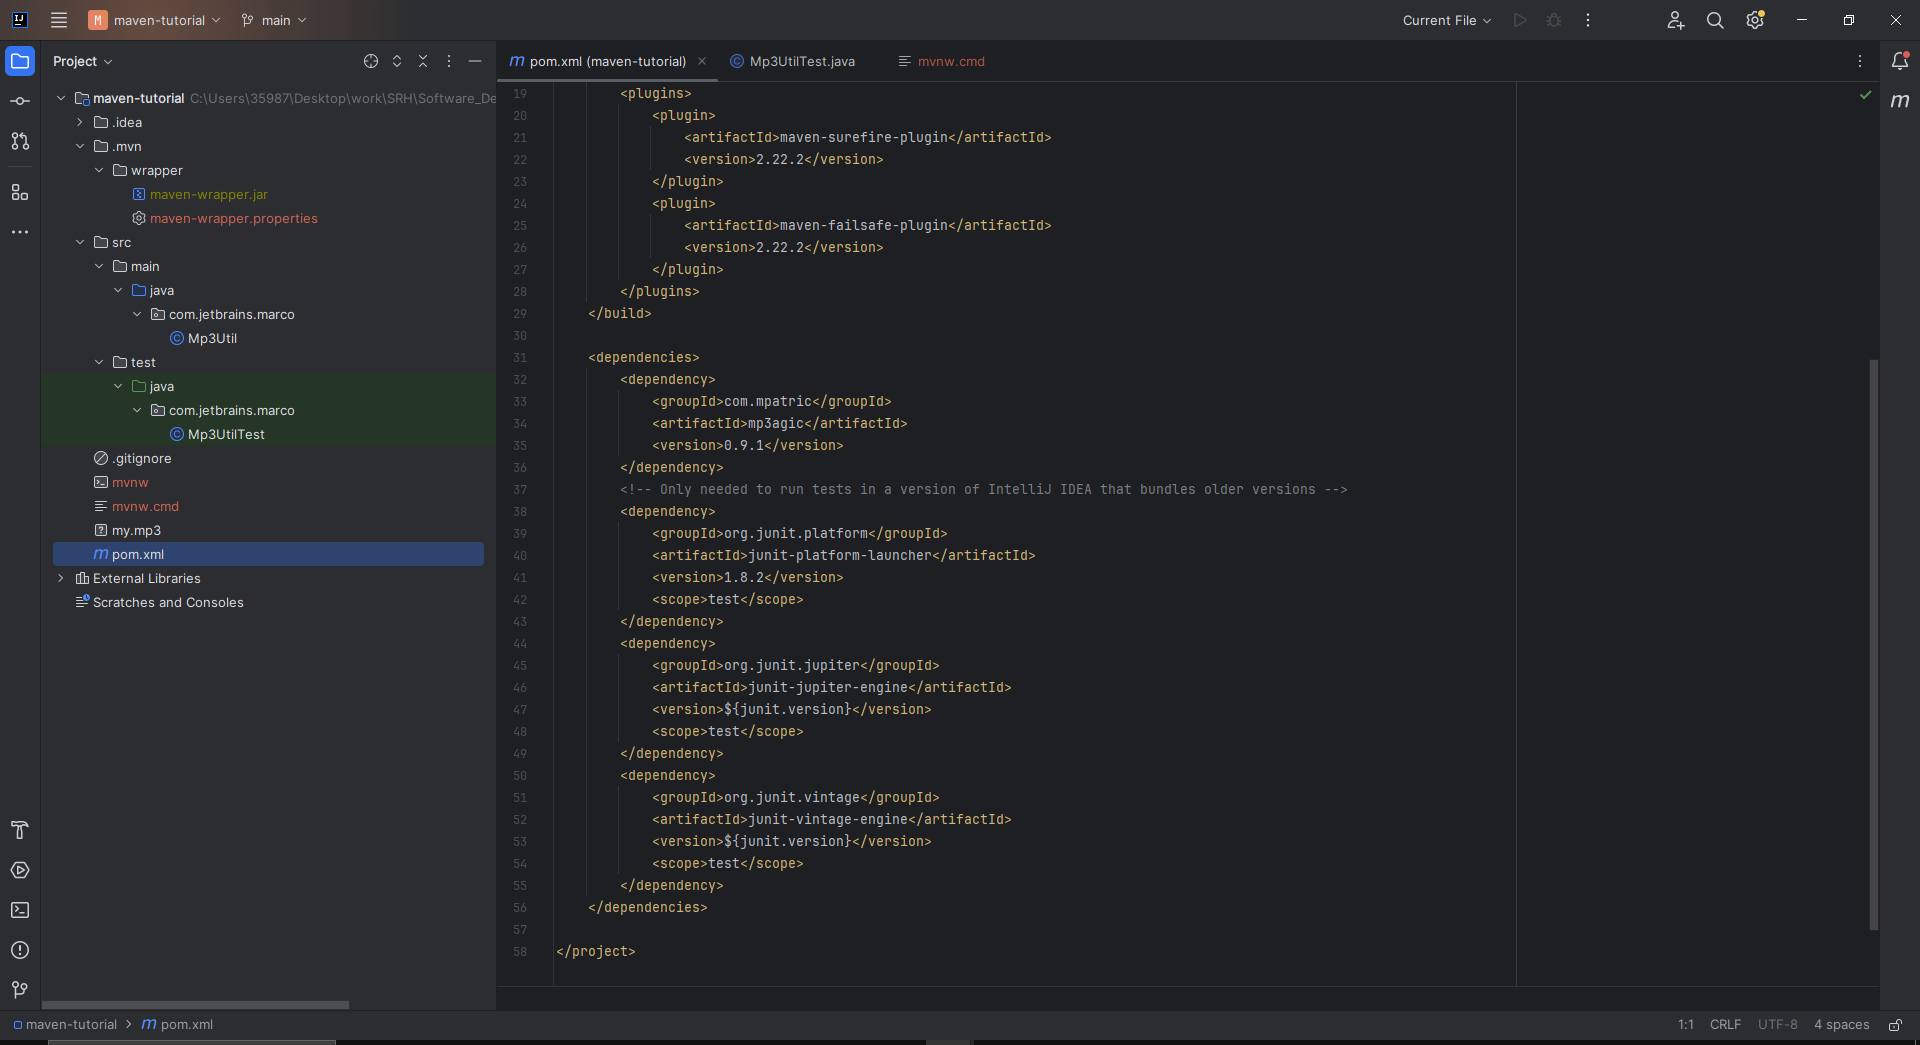 maven-tutorial
main
Current File
Project
pom.xml (maven-tutorial)
Mp3UtilTest.java
mvnw.cmd
maven-tutorial C:\Users\35987\Desktop\work\SRH\Software_De
.idea
.mvn
wrapper
maven-wrapper.jar
maven-wrapper.properties
src
main
java
com.jetbrains.marco
Mp3Util
test
java
com.jetbrains.marco
Mp3UtilTest
.gitignore
mvnw
mvnw.cmd
my.mp3
pom.xml
External Libraries
Scratches and Consoles
19 <plugins>
20 <plugin>
21 <artifactId>maven-surefire-plugin</artifactId>
22 <version>2.22.2</version>
23 </plugin>
24 <plugin>
25 <artifactId>maven-failsafe-plugin</artifactId>
26 <version>2.22.2</version>
27 </plugin>
28 </plugins>
29 </build>
30
31 <dependencies>
32 <dependency>
33 <groupId>com.mpatric</groupId>
34 <artifactId>mp3agic</artifactId>
35 <version>0.9.1</version>
36 </dependency>
37 <!-- Only needed to run tests in a version of IntelliJ IDEA that bundles older versions -->
38 <dependency>
39 <groupId>org.junit.platform</groupId>
40 <artifactId>junit-platform-launcher</artifactId>
41 <version>1.8.2</version>
42 <scope>test</scope>
43 </dependency>
44 <dependency>
45 <groupId>org.junit.jupiter</groupId>
46 <artifactId>junit-jupiter-engine</artifactId>
47 <version>${junit.version}</version>
48 <scope>test</scope>
49 </dependency>
50 <dependency>
51 <groupId>org.junit.vintage</groupId>
52 <artifactId>junit-vintage-engine</artifactId>
53 <version>${junit.version}</version>
54 <scope>test</scope>
55 </dependency>
56 </dependencies>
57
58 </project>
maven-tutorial > pom.xml
1:1 CRLF UTF-8 4 spaces